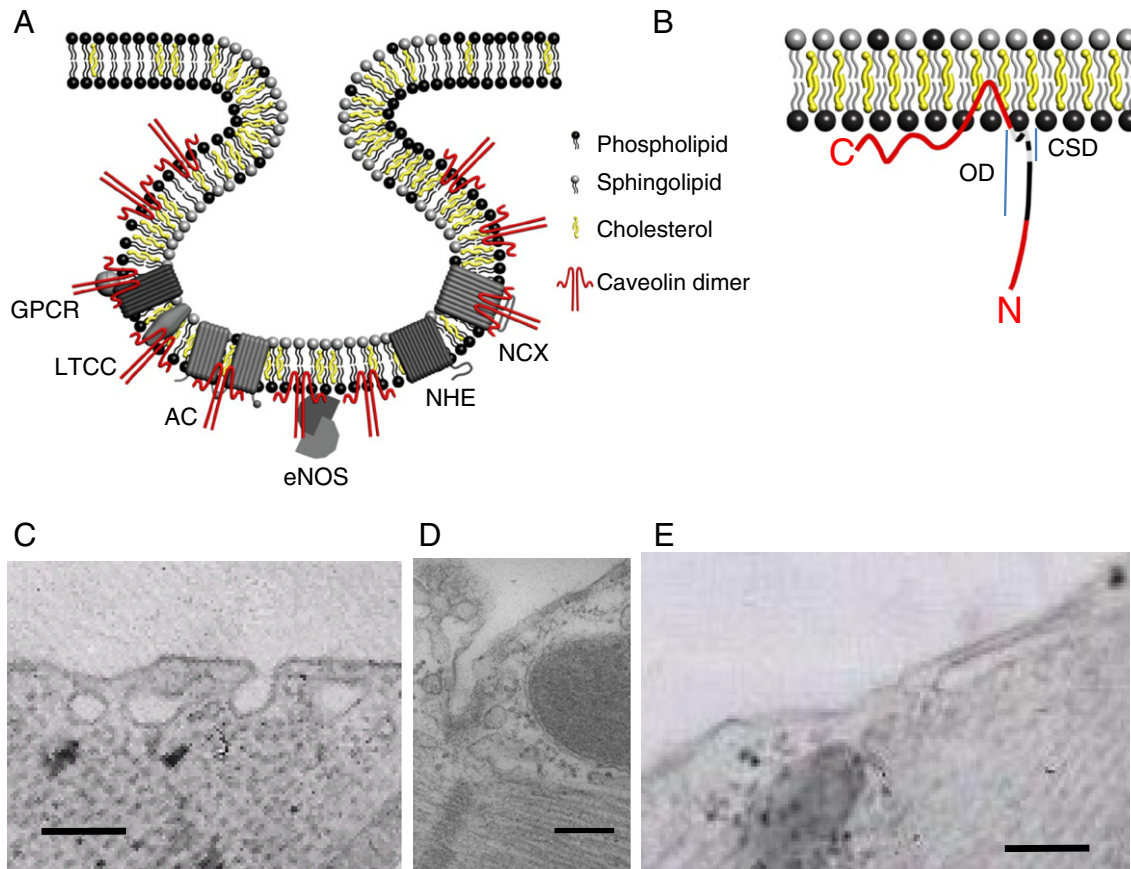 A
B
Phospholipid
Sphingolipid
Cholesterol
Caveolin dimer
GPCR
LTCC
AC
eNOS
NHE
NCX
C
OD
CSD
N
C
D
E